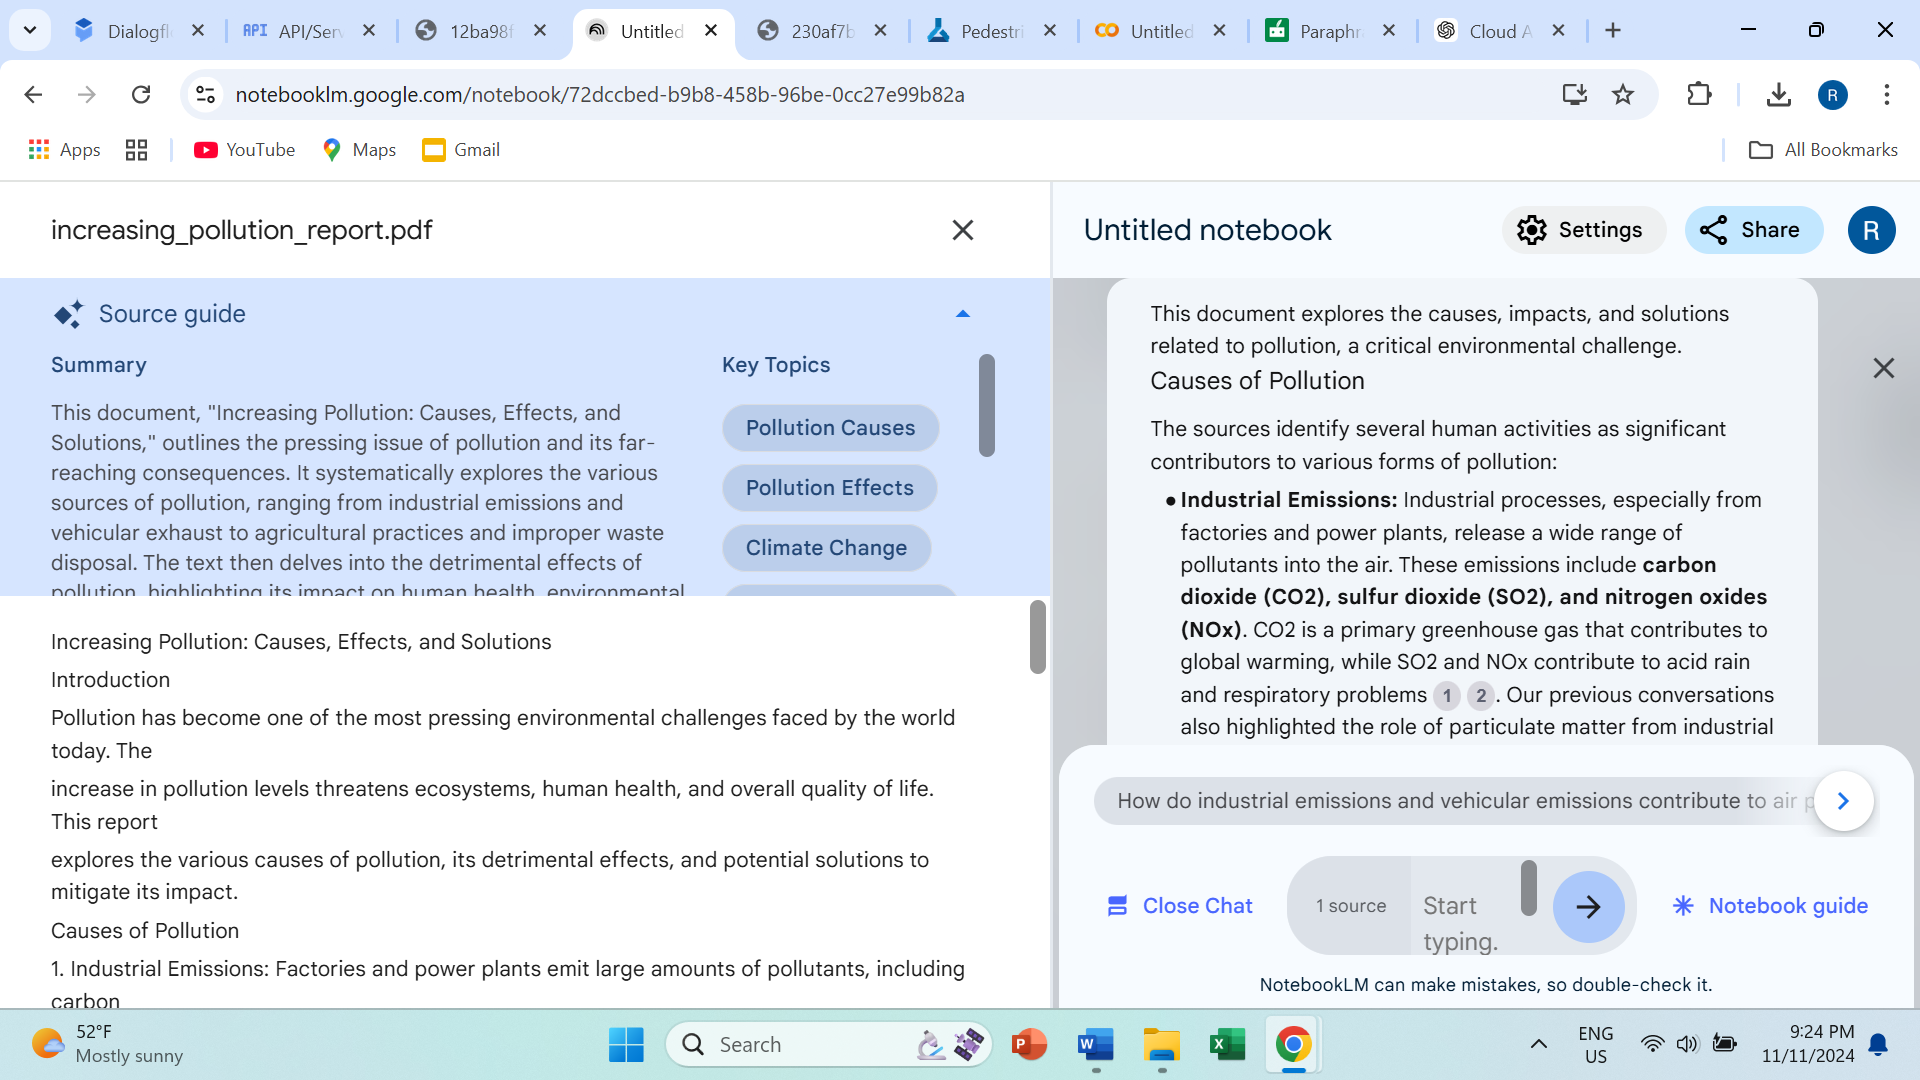 Dialogfl
API
API/Serv
12ba98f
Untitled
230af7b
Pedestri
Untitled
Paraphr
Cloud A
notebooklm.google.com/notebook/72dccbed-b9b8-458b-96be-0cc27e99b82a
R
Apps
YouTube
Maps
Gmail
All Bookmarks
increasing_pollution_report.pdf
Source guide
Summary
This document, "Increasing Pollution: Causes, Effects, and
Solutions," outlines the pressing issue of pollution and its far-
reaching consequences. It systematically explores the various
sources of pollution, ranging from industrial emissions and
vehicular exhaust to agricultural practices and improper waste
disposal. The text then delves into the detrimental effects of
pollution, highlighting its impact on human health, environmental
Key Topics
Pollution Causes
Pollution Effects
Climate Change
Increasing Pollution: Causes, Effects, and Solutions
Introduction
Pollution has become one of the most pressing environmental challenges faced by the world
today. The
increase in pollution levels threatens ecosystems, human health, and overall quality of life.
This report
explores the various causes of pollution, its detrimental effects, and potential solutions to
mitigate its impact.
Causes of Pollution
1. Industrial Emissions: Factories and power plants emit large amounts of pollutants, including
carbon
Untitled notebook
Settings
Share
R
This document explores the causes, impacts, and solutions
related to pollution, a critical environmental challenge.
Causes of Pollution
The sources identify several human activities as significant
contributors to various forms of pollution:
• Industrial Emissions: Industrial processes, especially from
factories and power plants, release a wide range of
pollutants into the air. These emissions include carbon
dioxide (CO2), sulfur dioxide (SO2), and nitrogen oxides
(NOx). CO2 is a primary greenhouse gas that contributes to
global warming, while SO2 and NOx contribute to acid rain
and respiratory problems 1 2. Our previous conversations
also highlighted the role of particulate matter from industrial
How do industrial emissions and vehicular emissions contribute to air p
Close Chat
1 source
Start
typing.
Notebook guide
NotebookLM can make mistakes, so double-check it.
52°F
Mostly sunny
Search
P
W
X
ENG
US
9:24 PM
11/11/2024